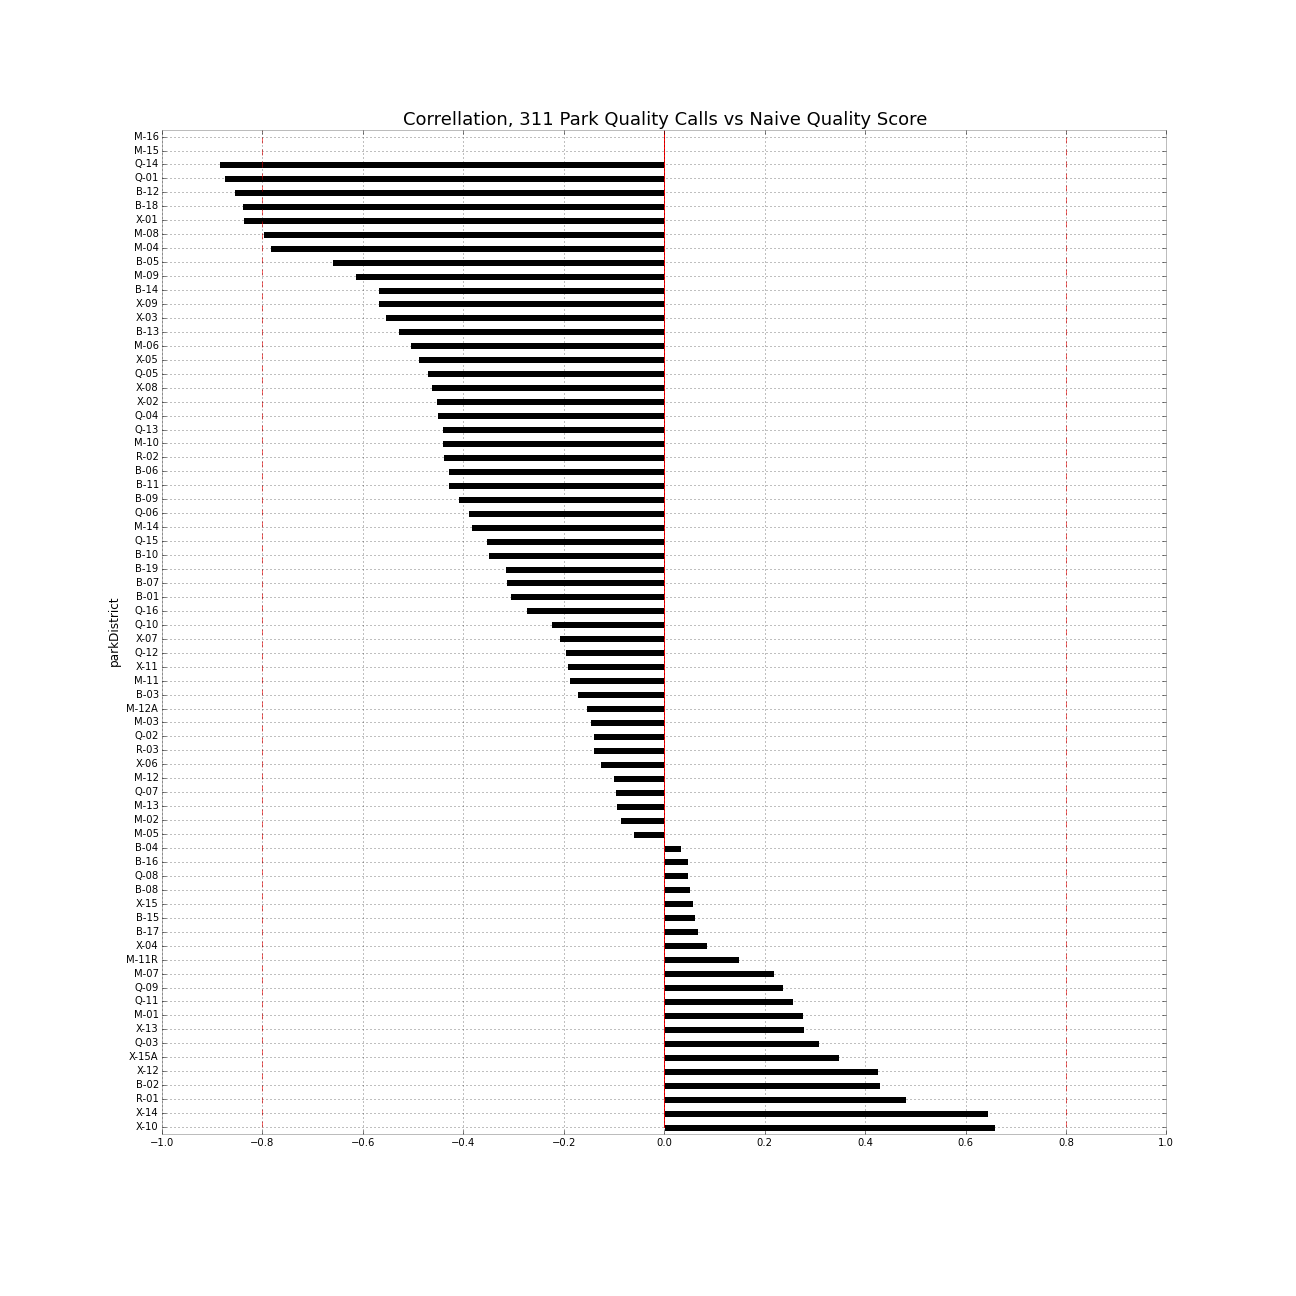 Correllation, 311 Park Quality Calls vs Naive Quality Score
parkDistrict
M-16
M-15
Q-14
Q-01
B-12
B-18
X-01
M-08
M-04
B-05
M-09
B-14
X-09
X-03
B-13
M-06
X-05
Q-05
X-08
X-02
Q-04
Q-13
M-10
R-02
B-06
B-11
B-09
Q-06
M-14
Q-15
B-10
B-19
B-07
B-01
Q-16
Q-10
X-07
Q-12
X-11
M-11
B-03
M-12A
M-03
Q-02
R-03
X-06
M-12
Q-07
M-13
M-02
M-05
B-04
B-16
Q-08
B-08
X-15
B-15
B-17
X-04
M-11R
M-07
Q-09
Q-11
M-01
X-13
Q-03
X-15A
X-12
B-02
R-01
X-14
X-10
−1.0 −0.8 −0.6 −0.4 −0.2 0.0 0.2 0.4 0.6 0.8 1.0